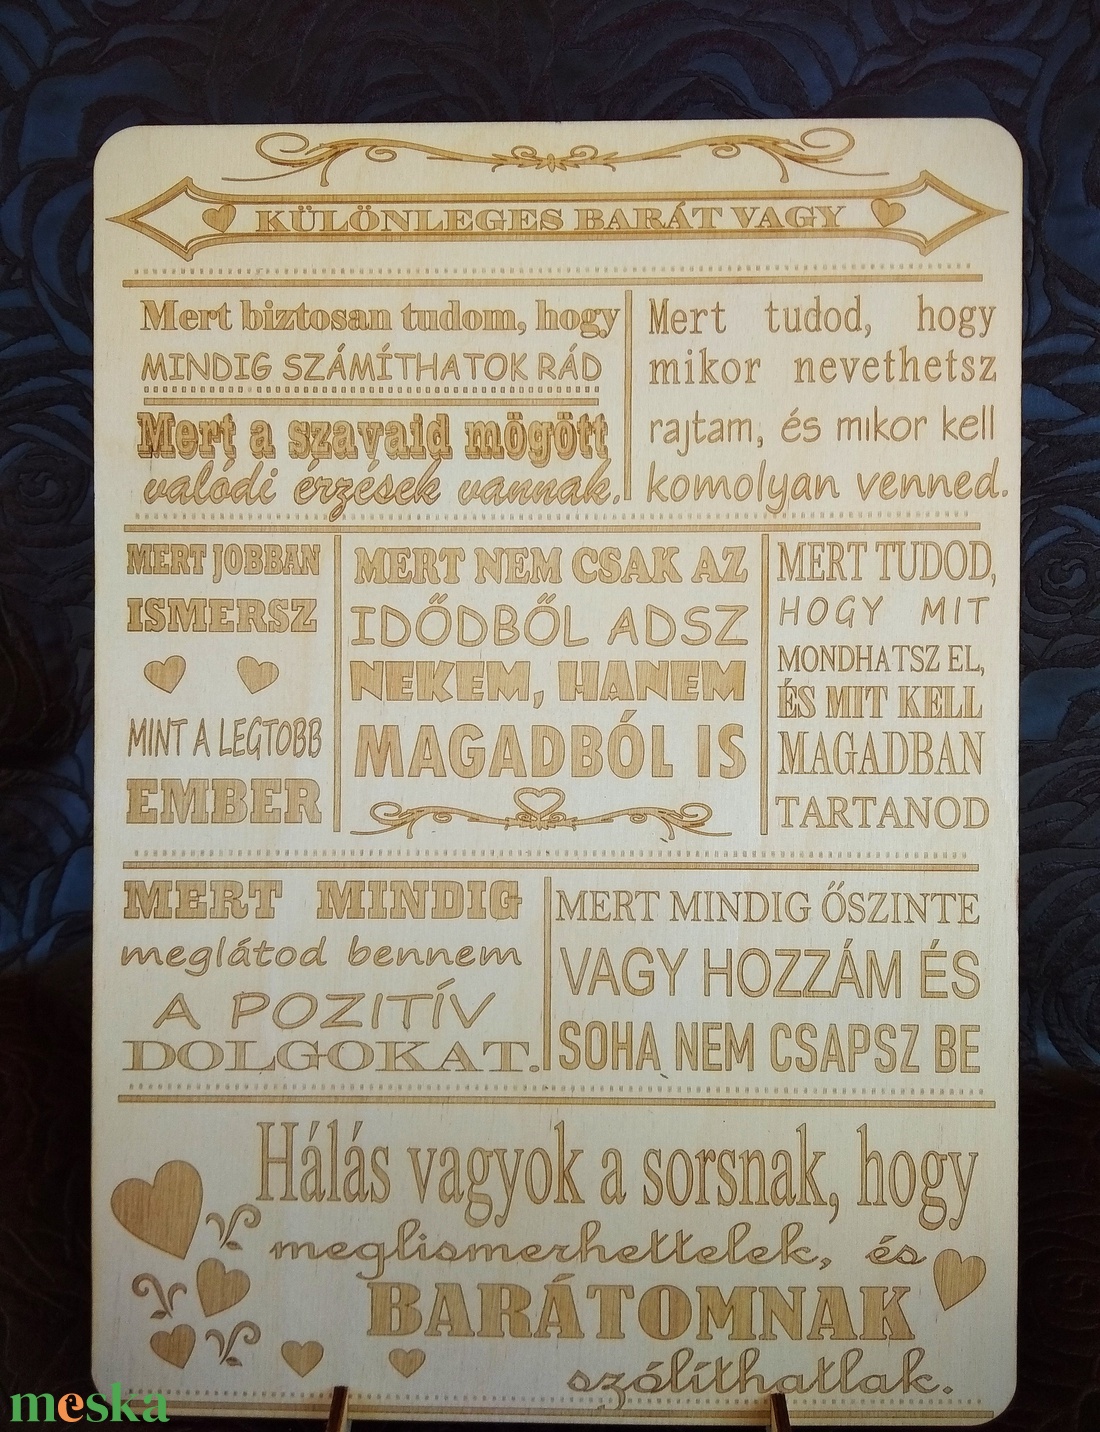 KÜLÖNLEGES BARÁT VAGY
Mert biztosan tudom, hogy
MINDIG SZÁMÍTHATOK RÁD
Mert a szavaid mögött
valódi érzések vannak.
Mert tudod, hogy
mikor nevethetsz
rajtam, és mikor kell
komolyan venned.
MERT JOBBAN
ISMERSZ
MINT A LEGTOBB
EMBER
MERT NEM CSAK AZ
IDŐDBŐL ADSZ
NEKEM, HANEM
MAGADBÓL IS
MERT TUDOD,
HOGY MIT
MONDHATSZ EL,
ÉS MIT KELL
MAGADBAN
TARTANOD
MERT MINDIG
meglátod bennem
A POZITÍV
DOLGOKAT.
MERT MINDIG ŐSZINTE
VAGY HOZZÁM ÉS
SOHA NEM CSAPSZ BE
Hálás vagyok a sorsnak, hogy
meglismerhettelek, és
BARÁTOMNAK
szólíthatlak.
meska